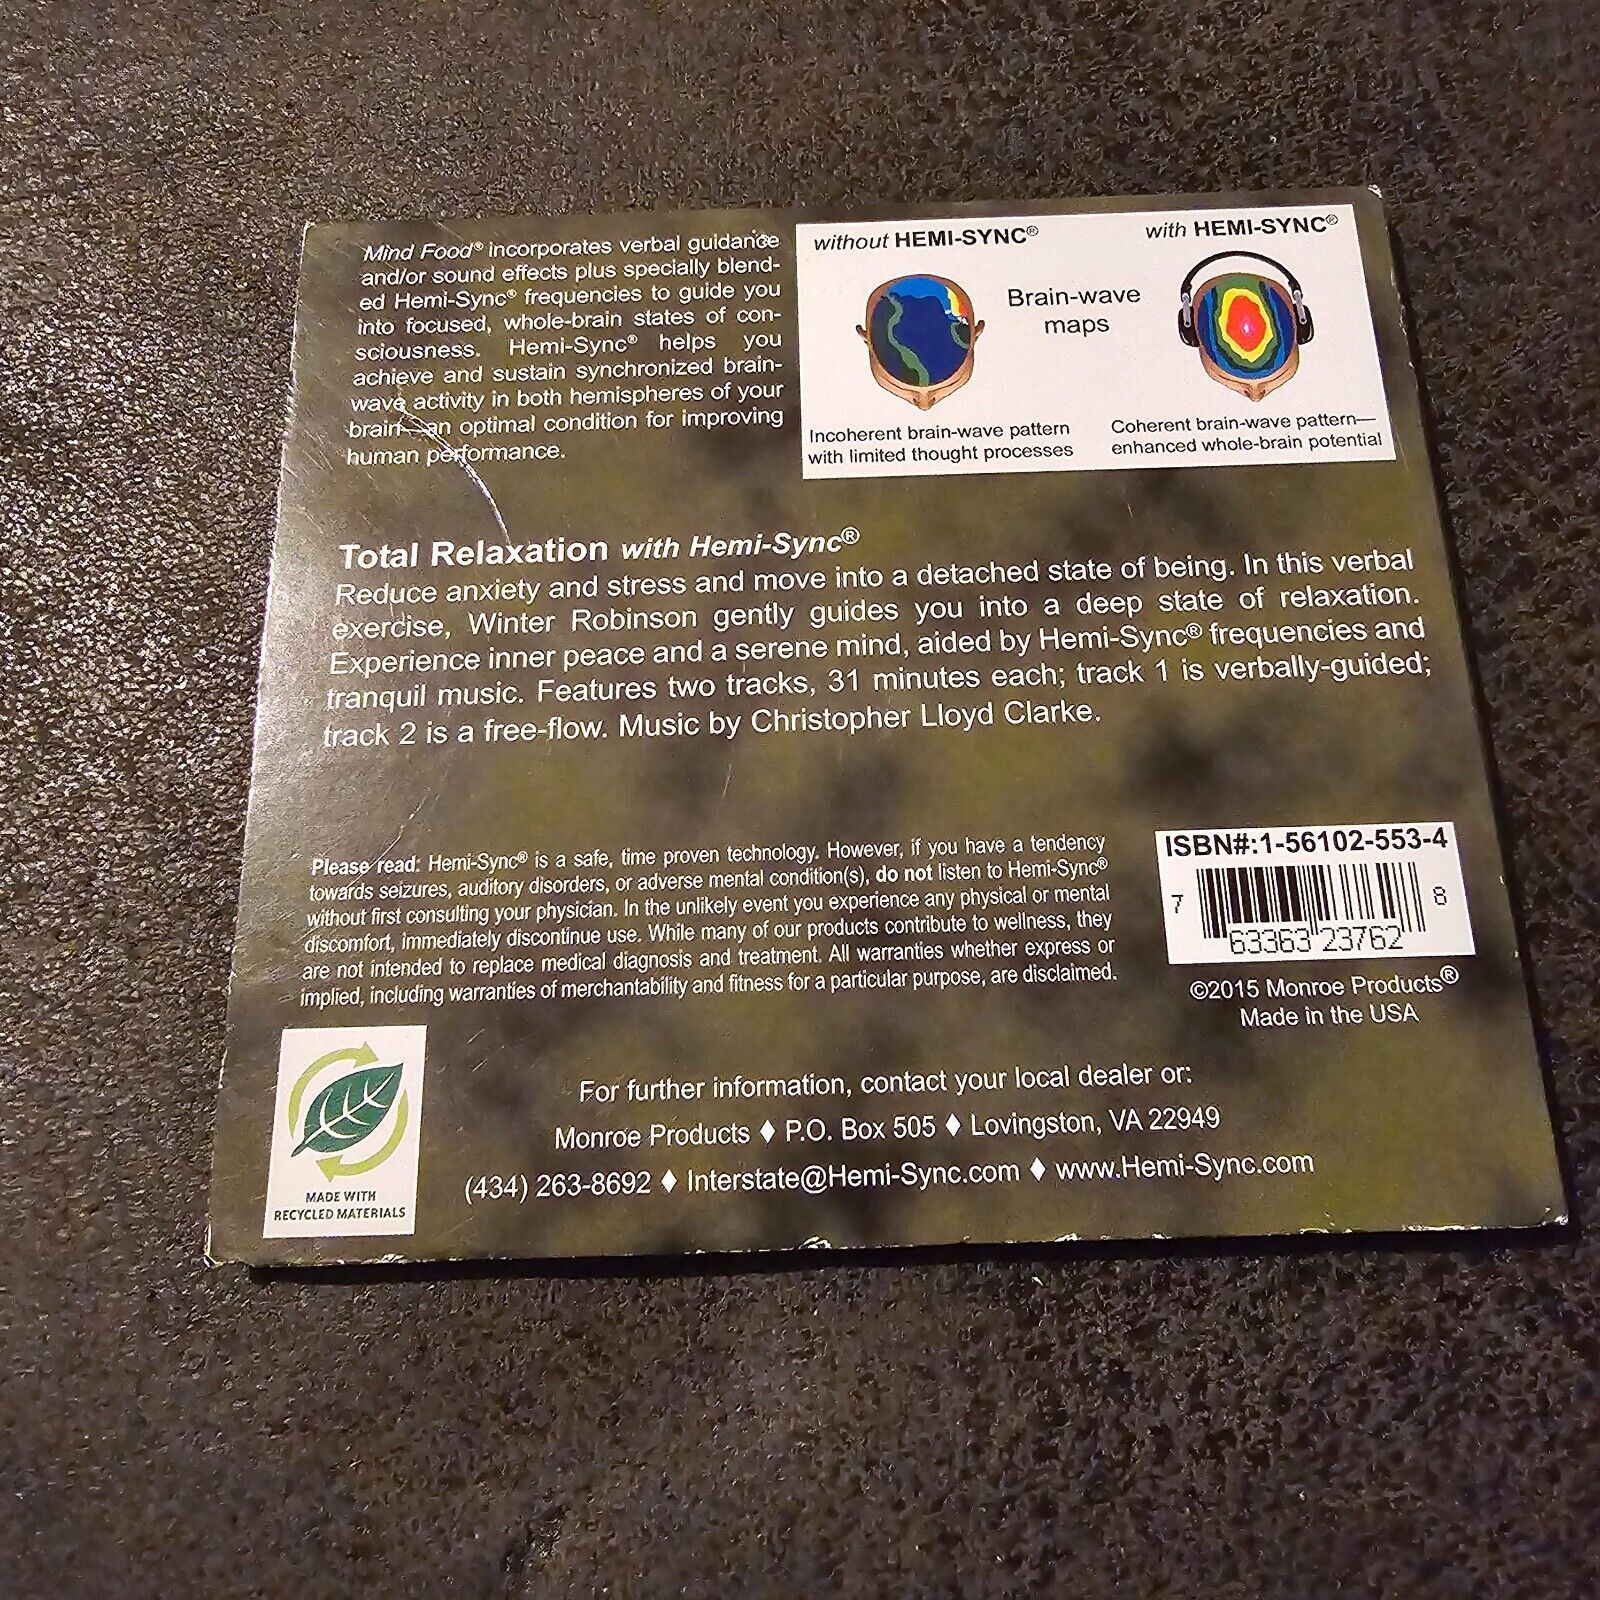 Mind Food® incorporates verbal guidance
and/or sound effects plus specially blend-
ed Hemi-Sync® frequencies to guide you
into focused, whole-brain states of con-
sciousness. Hemi-Sync® helps you
achieve and sustain synchronized brain-
wave activity in both hemispheres of your
brain—an optimal condition for improving
human performance.
without HEMI-SYNC®
with HEMI-SYNC®
Brain-wave
maps
Incoherent brain-wave pattern
with limited thought processes
Coherent brain-wave pattern—
enhanced whole-brain potential
Total Relaxation with Hemi-Sync®
Reduce anxiety and stress and move into a detached state of being. In this verbal
exercise, Winter Robinson gently guides you into a deep state of relaxation.
Experience inner peace and a serene mind, aided by Hemi-Sync® frequencies and
tranquil music. Features two tracks, 31 minutes each; track 1 is verbally-guided;
track 2 is a free-flow. Music by Christopher Lloyd Clarke.
Please read: Hemi-Sync® is a safe, time proven technology. However, if you have a tendency
towards seizures, auditory disorders, or adverse mental condition(s), do not listen to Hemi-Sync®
without first consulting your physician. In the unlikely event you experience any physical or mental
discomfort, immediately discontinue use. While many of our products contribute to wellness, they
are not intended to replace medical diagnosis and treatment. All warranties whether express or
implied, including warranties of merchantability and fitness for a particular purpose, are disclaimed.
ISBN#:1-56102-553-4
7 63363 23762 8
©2015 Monroe Products®
Made in the USA
MADE WITH
RECYCLED MATERIALS
For further information, contact your local dealer or:
Monroe Products ♦ P.O. Box 505 ♦ Lovingston, VA 22949
(434) 263-8692 ♦ Interstate@Hemi-Sync.com ♦ www.Hemi-Sync.com